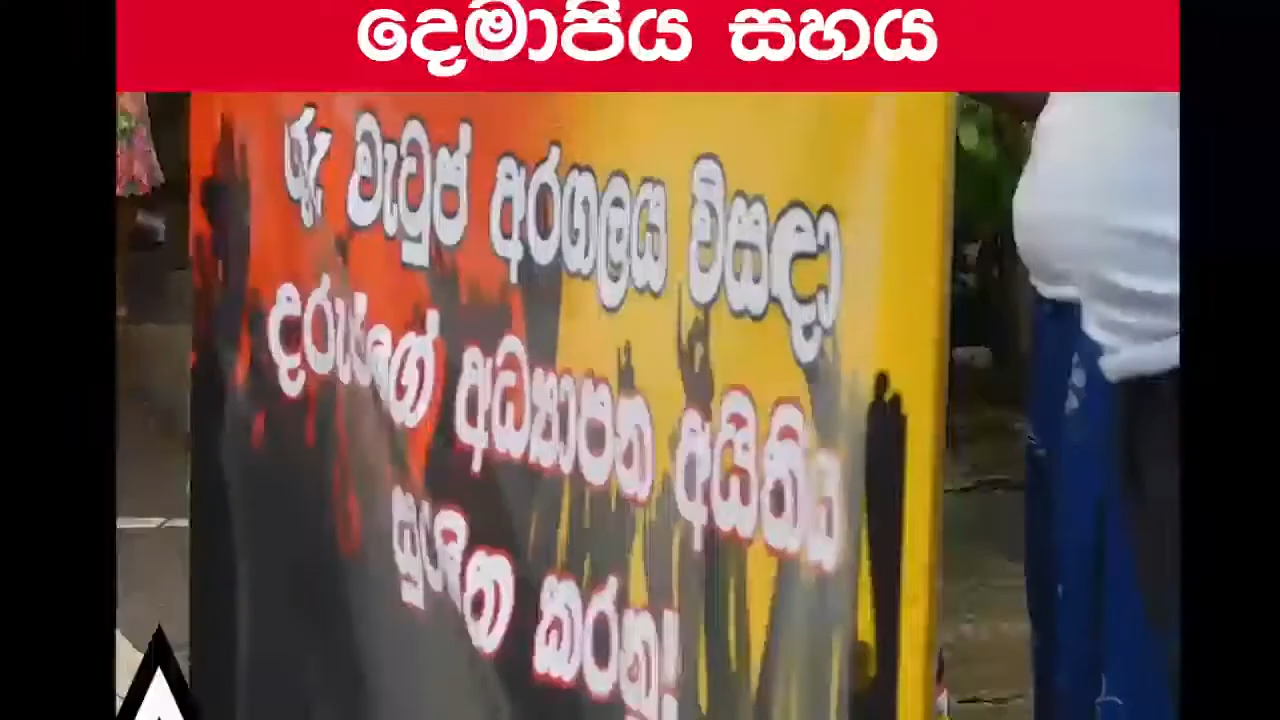 දෙමාපිය සහය
වැටුප් අරගලය විසඳා
දරුවන්ගේ අධ්‍යාපන අයිතිය
සුරකිත කරනු!